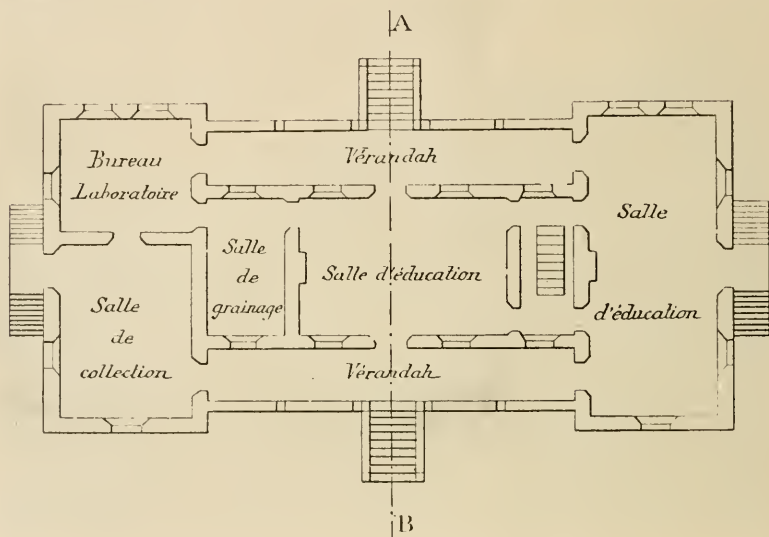 A
Bureau
Laboratoire
Vérandah
Salle
d'éducation
Salle
de
grainage
Salle d'éducation
Salle
de
collection
Vérandah
B